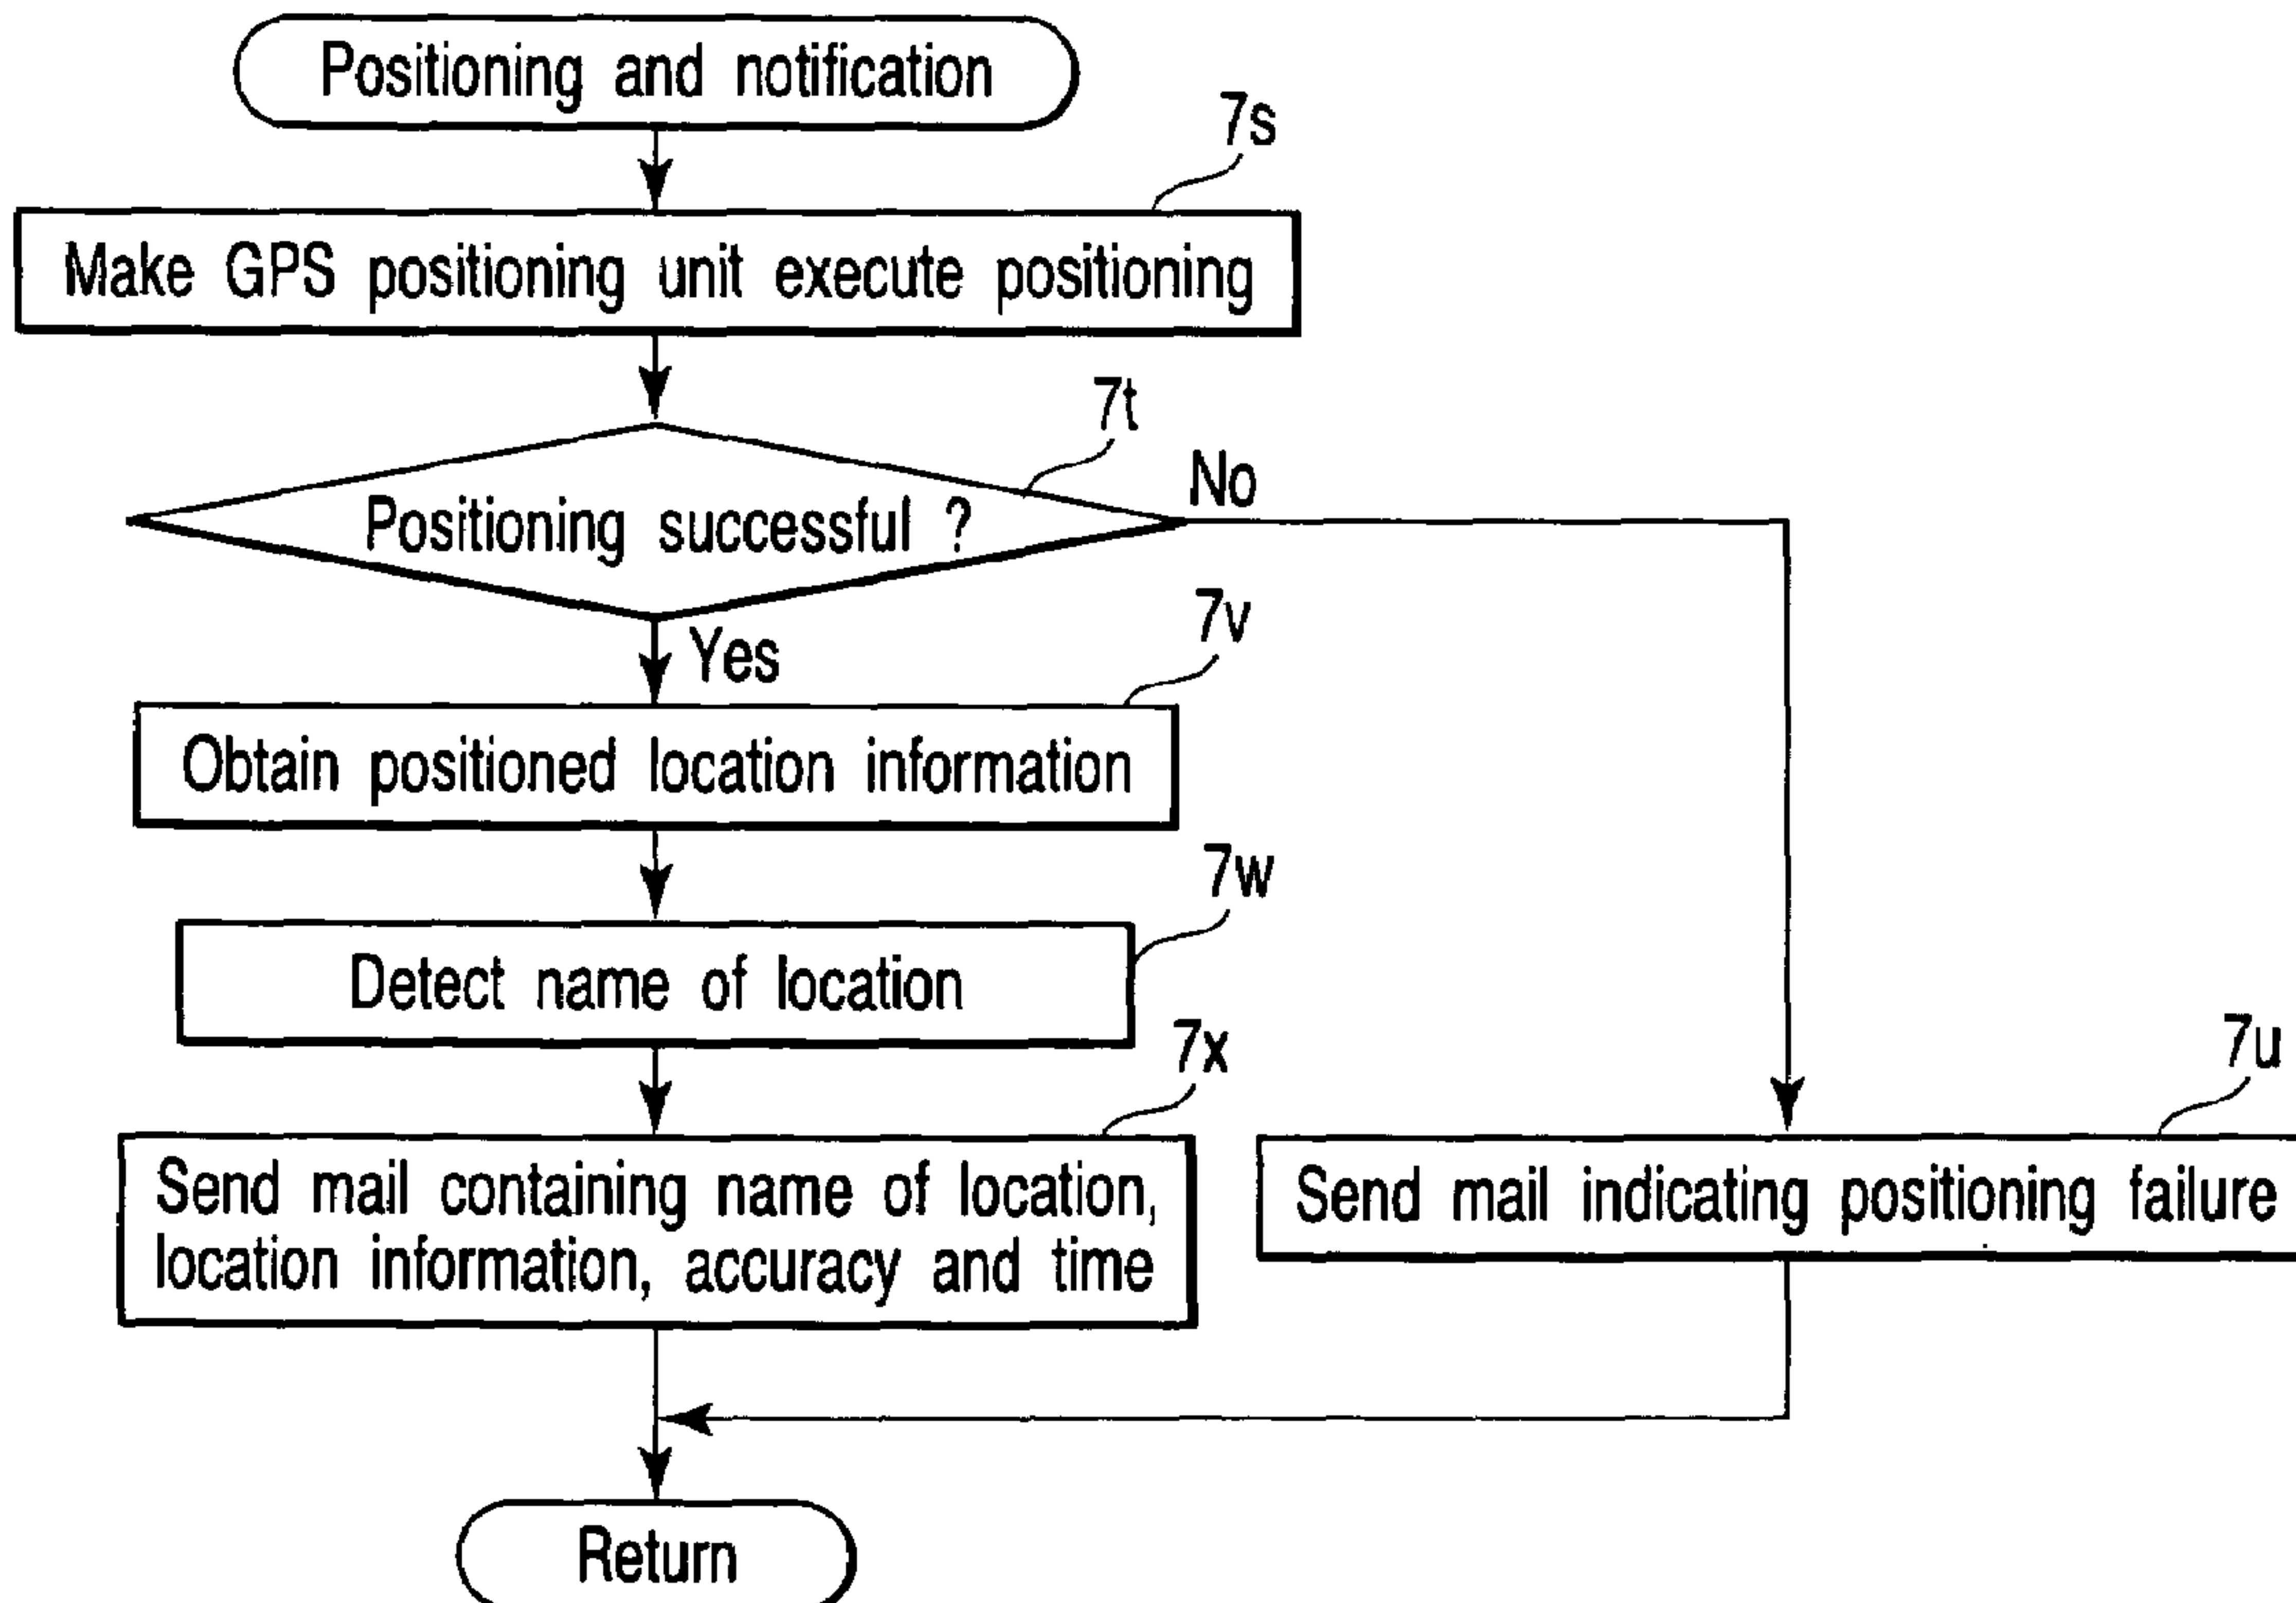 Positioning and notification
7s
Make GPS positioning unit execute positioning
7t
Positioning successful ?
No
Yes
7v
Obtain positioned location information
7w
Detect name of location
7x
Send mail containing name of location,
location information, accuracy and time
7u
Send mail indicating positioning failure
Return